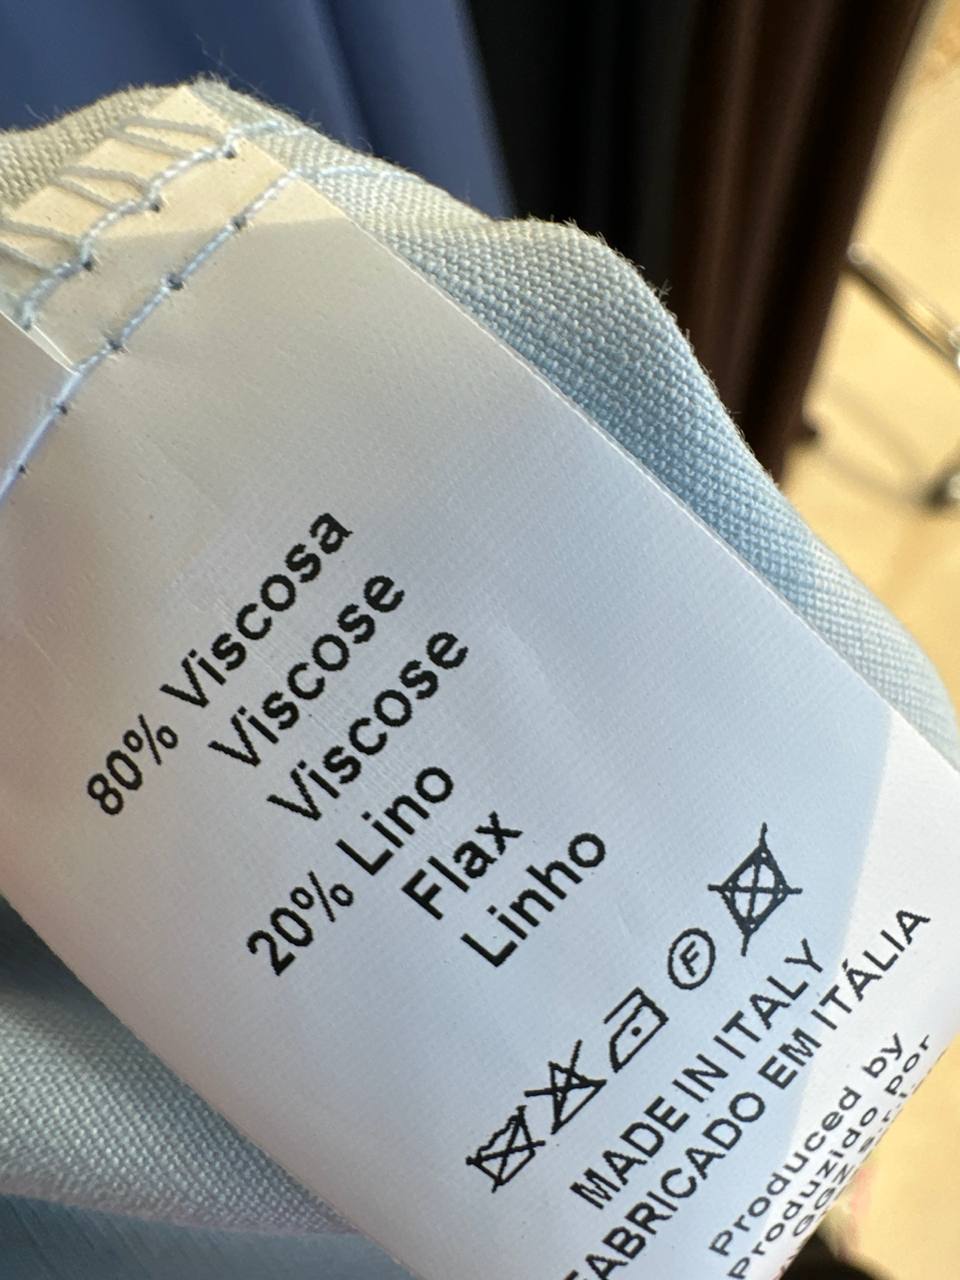 80% Viscosa
Viscose
Viscose
20% Lino
Flax
Linho
F
MADE IN ITALY
FABRICADO EM ITÁLIA
Produced by
Produzido por